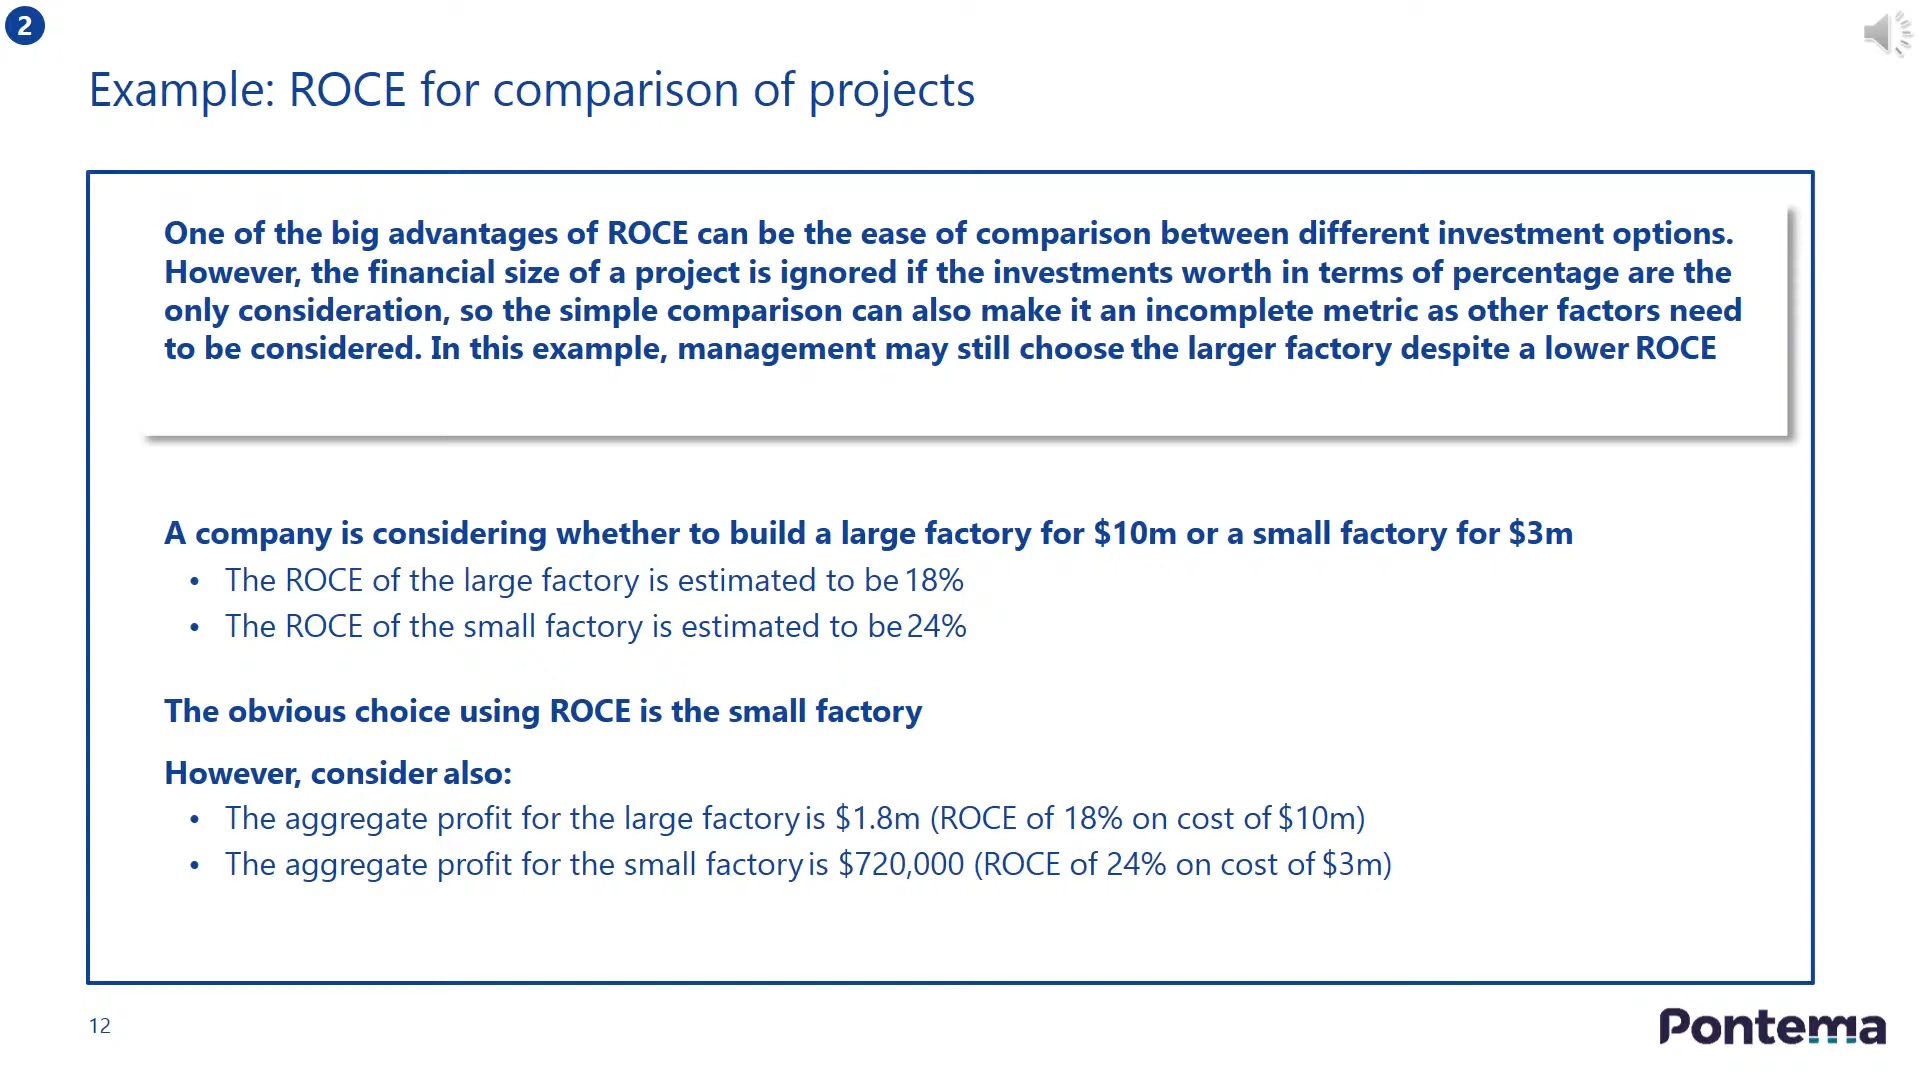 2
Example: ROCE for comparison of projects
One of the big advantages of ROCE can be the ease of comparison between different investment options.
However, the financial size of a project is ignored if the investments worth in terms of percentage are the
only consideration, so the simple comparison can also make it an incomplete metric as other factors need
to be considered. In this example, management may still choose the larger factory despite a lower ROCE
A company is considering whether to build a large factory for $10m or a small factory for $3m
• The ROCE of the large factory is estimated to be 18%
• The ROCE of the small factory is estimated to be 24%
The obvious choice using ROCE is the small factory
However, consider also:
• The aggregate profit for the large factory is $1.8m (ROCE of 18% on cost of $10m)
• The aggregate profit for the small factory is $720,000 (ROCE of 24% on cost of $3m)
12
Pontema